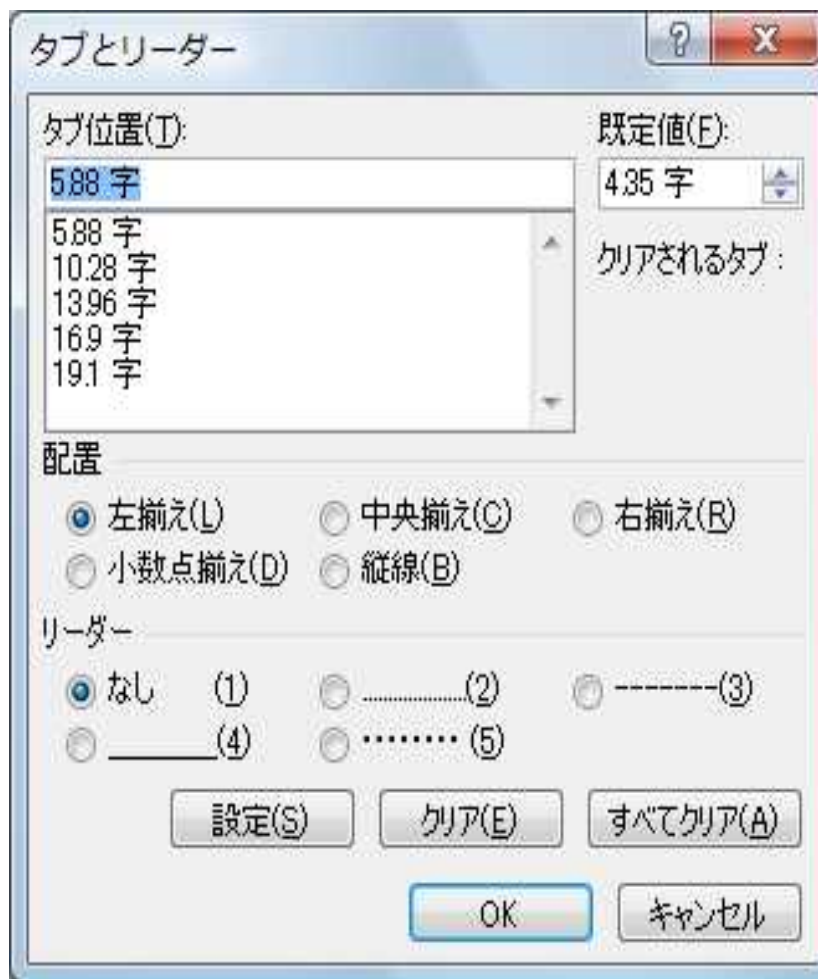 タブとリーダー
タブ位置(T): 既定値(F):
5.88 字 4.35 字
5.88 字
10.28 字 クリアされるタブ :
13.96 字
16.9 字
19.1 字
配置
左揃え(L) 中央揃え(C) 右揃え(R)
小数点揃え(D) 縦線(B)
リーダー
なし (1) ..................(2) -------(3)
________(4) ········· (5)
設定(S) クリア(E) すべてクリア(A)
OK キャンセル